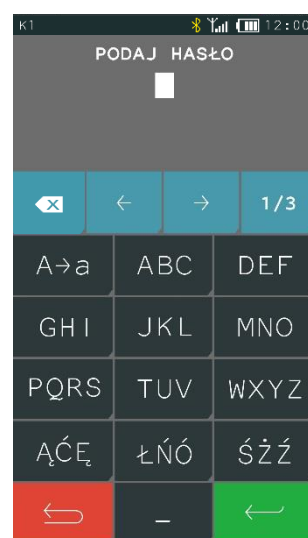 K1 12:00
PODAJ HASŁO
1/3
A→a ABC DEF
GHI JKL MNO
PQRS TUV WXYZ
ĄĆĘ ŁŃÓ ŚŻŹ
_